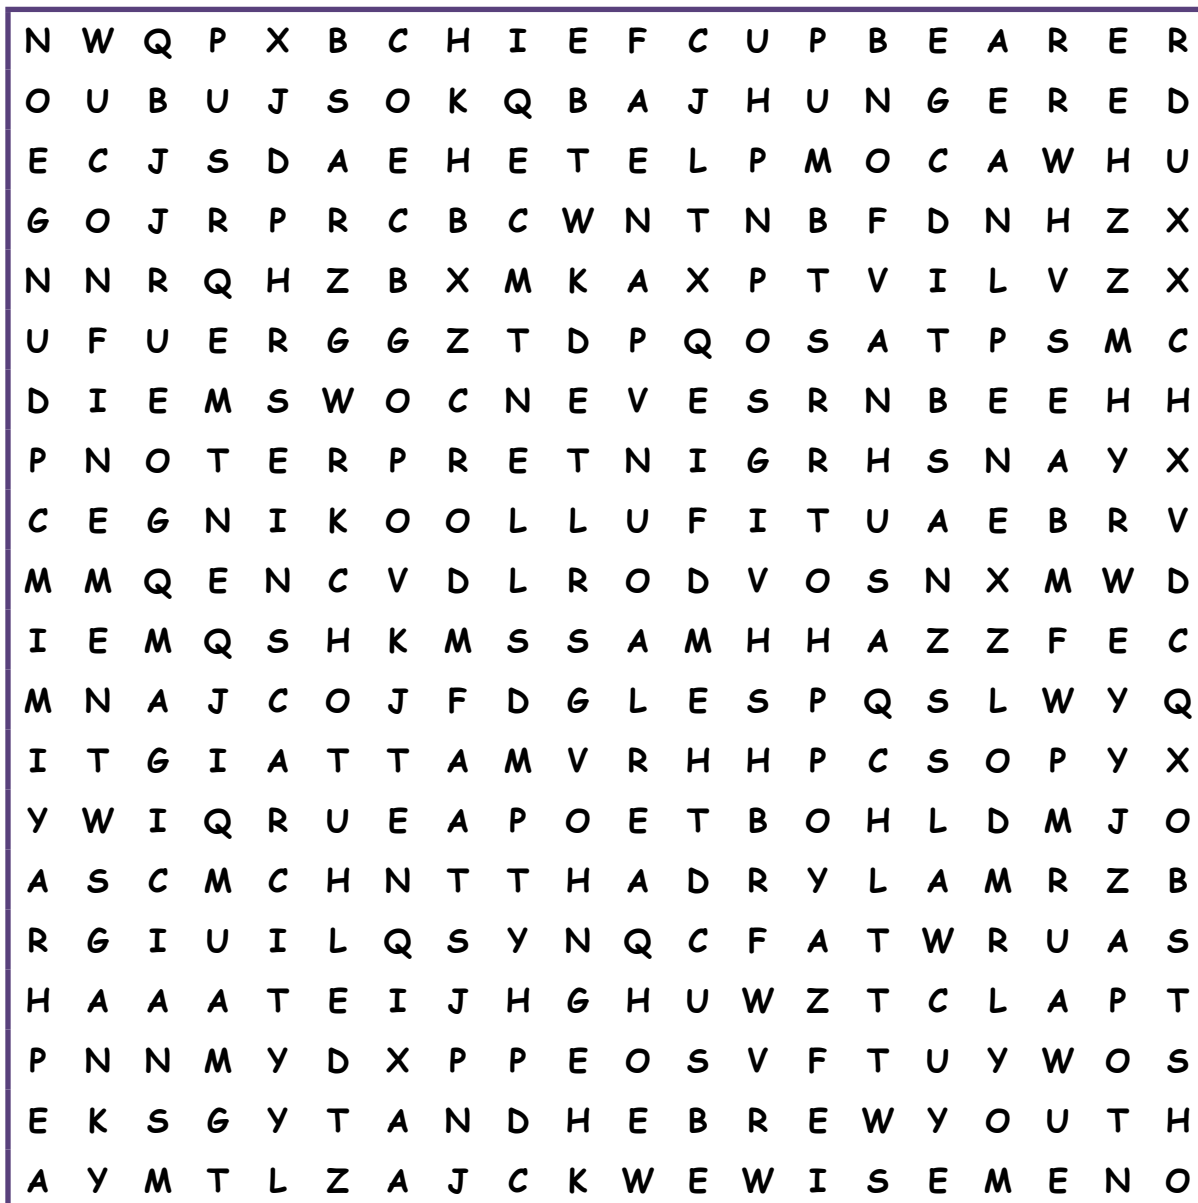 N W Q P X B C H I E F C U P B E A R E R
O U B U J S O K Q B A J H U N G E R E D
E C J S D A E H E T E L P M O C A W H U
G O J R P R C B C W N T N B F D N H Z X
N N R Q H Z B X M K A X P T V I L V Z X
U F U E R G G Z T D P Q O S A T P S M C
D I E M S W O C N E V E S R N B E E H H
P N O T E R P R E T N I G R H S N A Y X
C E G N I K O O L L U F I T U A E B R V
M M Q E N C V D L R O D V O S N X M W D
I E M Q S H K M S S A M H H A Z Z F E C
M N A J C O J F D G L E S P Q S L W Y Q
I T G I A T T A M V R H H P C S O P Y X
Y W I Q R U E A P O E T B O H L D M J O
A S C M C H N T T H A D R Y L A M R Z B
R G I U I L Q S Y N Q C F A T W R U A S
H A A A T E I J H G H U W Z T C L A P T
P N N M Y D X P P E O S V F T U Y W O S
E K S G Y T A N D H E B R E W Y O U T H
A Y M T L Z A J C K W E W I S E M E N O